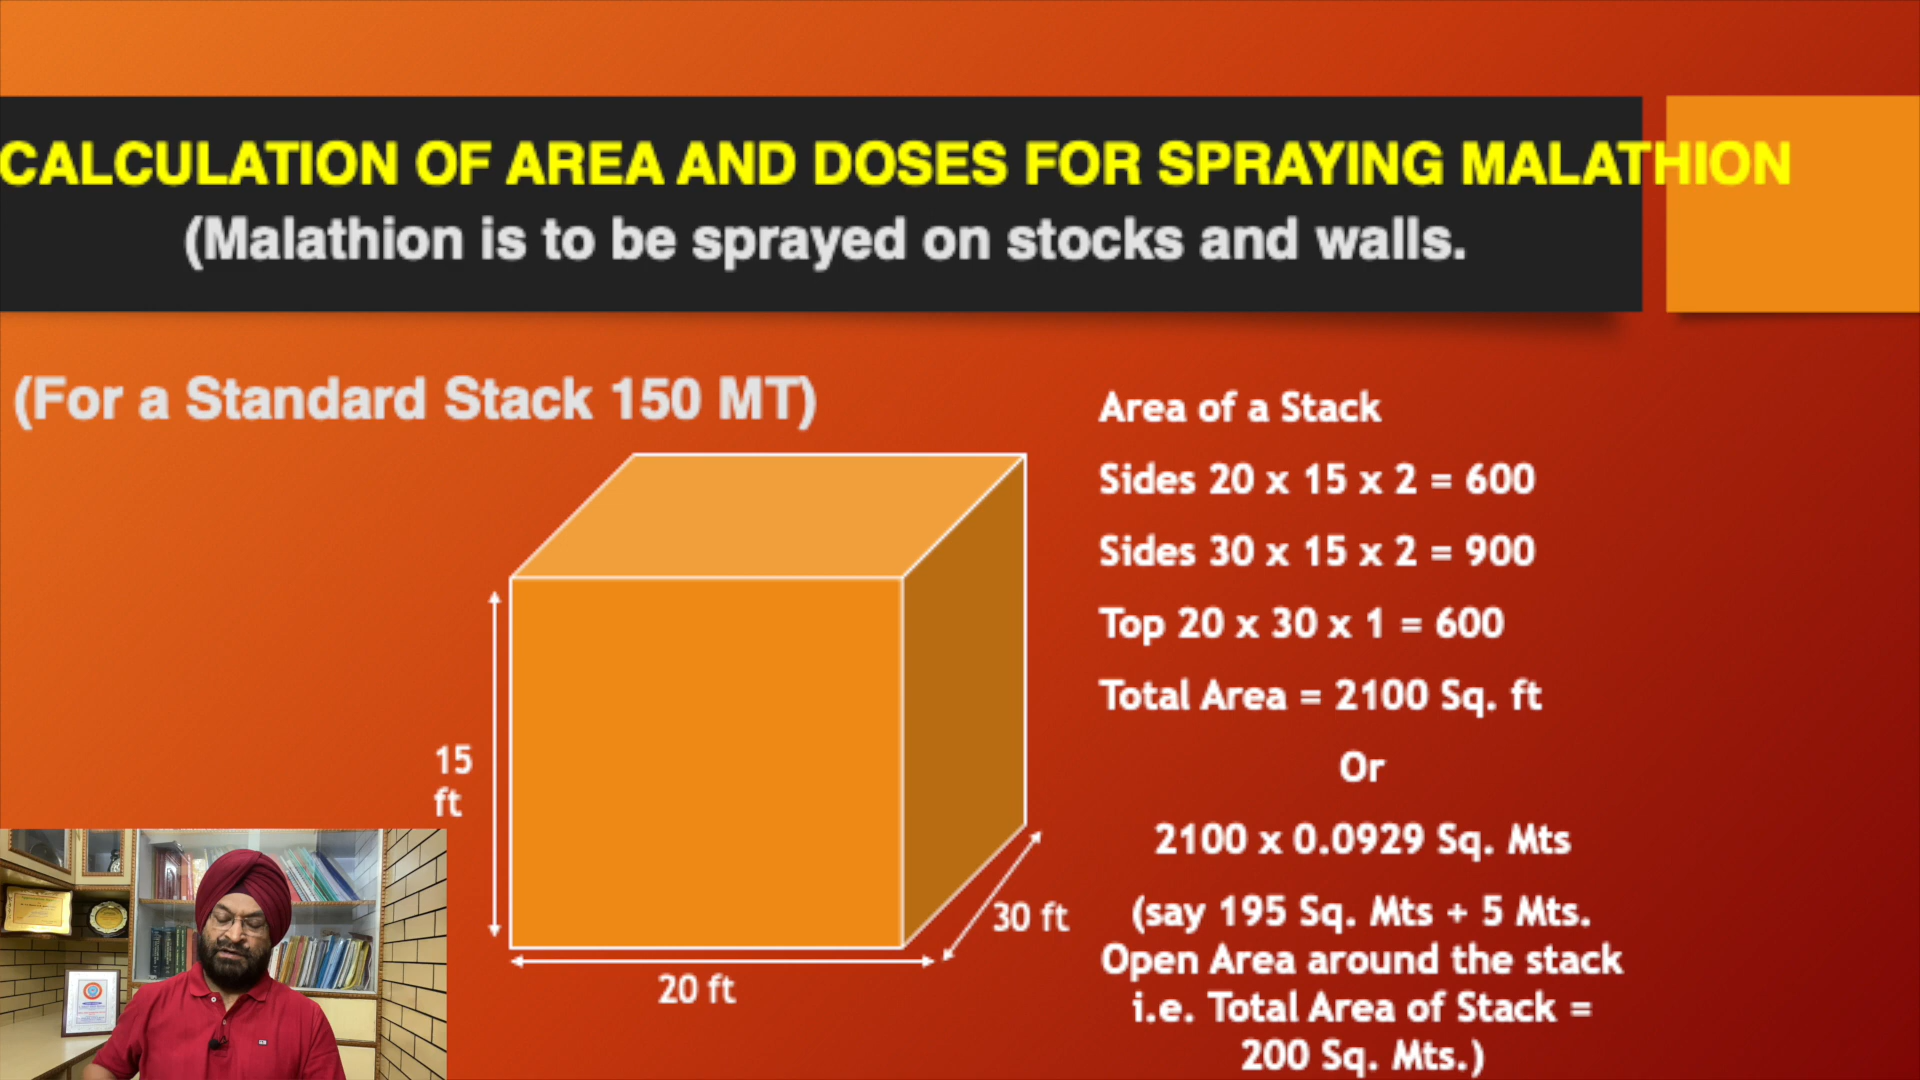 CALCULATION OF AREA AND DOSES FOR SPRAYING MALATHION
(Malathion is to be sprayed on stocks and walls.
(For a Standard Stack 150 MT)
Area of a Stack
Sides 20 x 15 x 2 = 600
Sides 30 x 15 x 2 = 900
Top 20 x 30 x 1 = 600
Total Area = 2100 Sq. ft
Or
2100 x 0.0929 Sq. Mts
(say 195 Sq. Mts + 5 Mts.
Open Area around the stack
i.e. Total Area of Stack =
200 Sq. Mts.)
15
ft
30 ft
20 ft